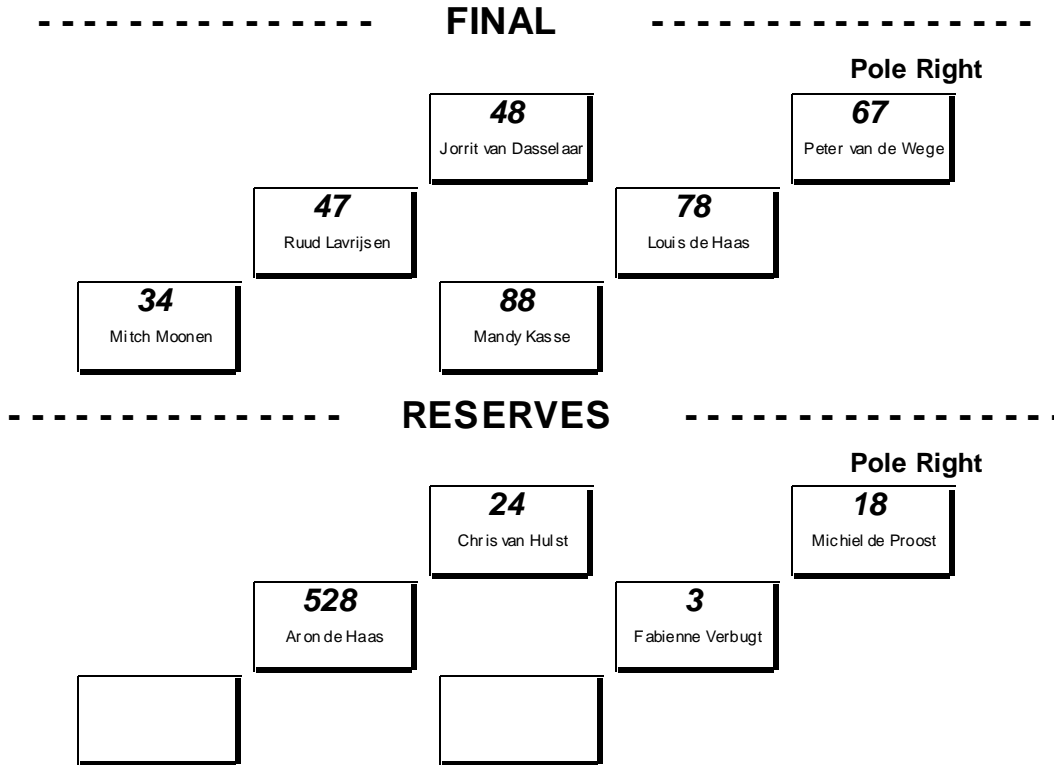 - - - - - - - - - - - - - - - FINAL - - - - - - - - - - - - - - - - -
Pole Right
48
Jorrit van Dasselaar
67
Peter van de Wege
47
Ruud Lavrijsen
78
Louis de Haas
34
Mitch Moonen
88
Mandy Kasse
- - - - - - - - - - - - - - - RESERVES - - - - - - - - - - - - - - - - -
Pole Right
24
Chris van Hulst
18
Michiel de Proost
528
Aron de Haas
3
Fabienne Verbugt